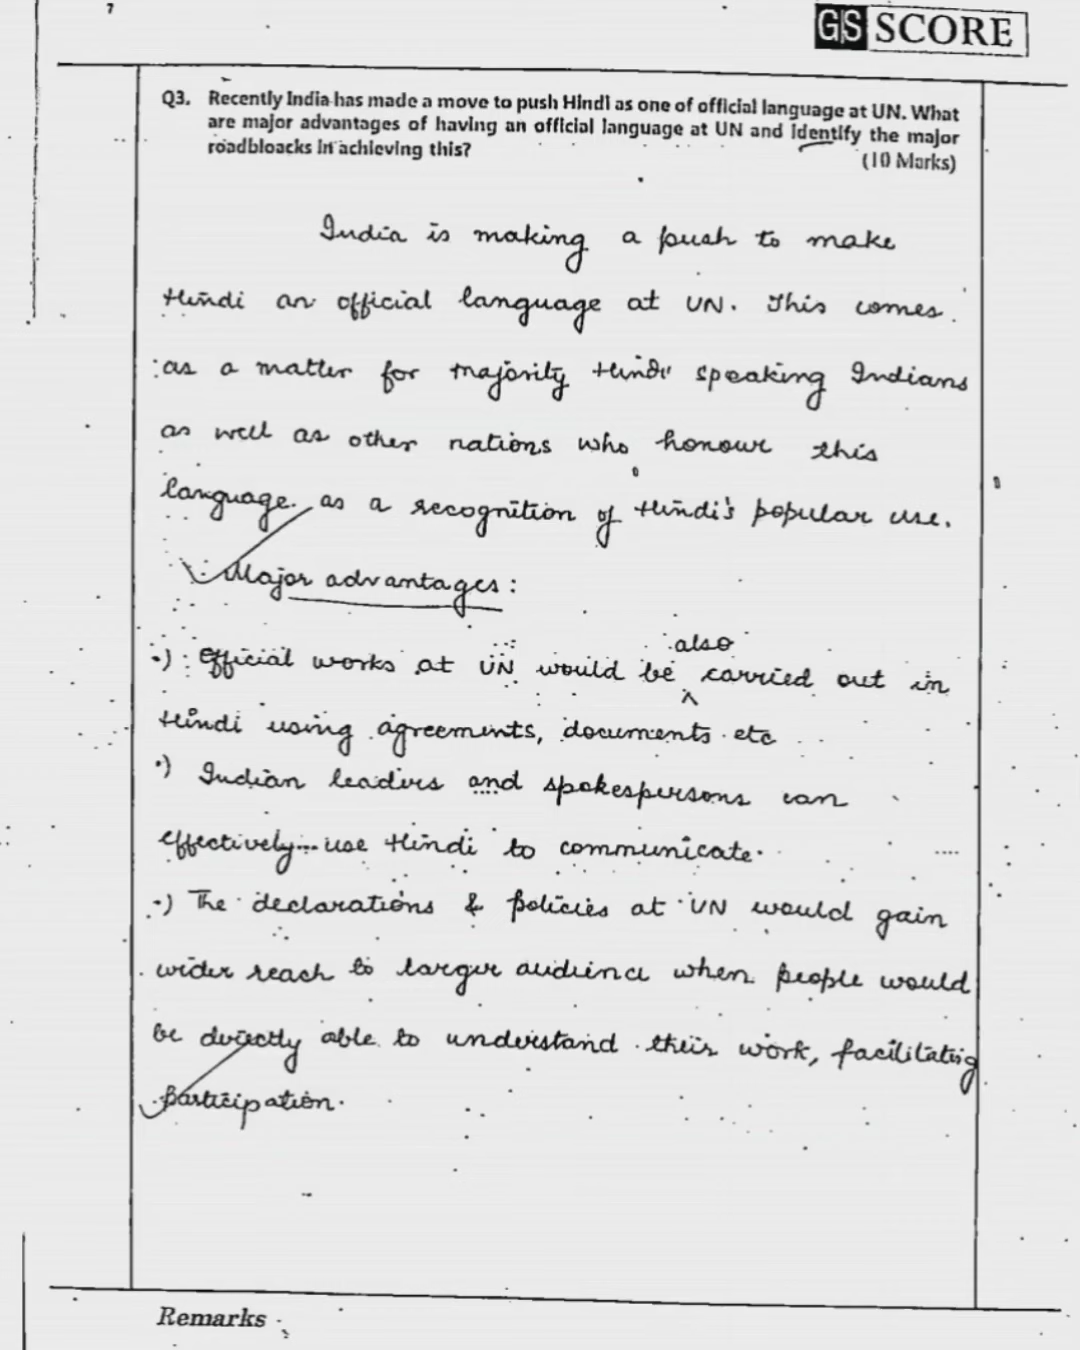 7
GS SCORE
Q3. Recently India has made a move to push Hindi as one of official language at UN. What
are major advantages of having an official language at UN and identify the major
roadbloacks in achieving this?
(10 Marks)
India is making a push to make
Hindi an official language at UN. This comes
as a matter for majority Hindi speaking Indians
as well as other nations who honour this
language as a recognition of Hindi's popular use.
Major advantages:
•) Official works at UN would be also carried out in
Hindi using agreements, documents etc
•) Indian leaders and spokespersons can
effectively use Hindi to communicate.
•) The declarations & policies at UN would gain
wider reach to larger audience when people would
be directly able to understand their work, facilitating
participation.
Remarks